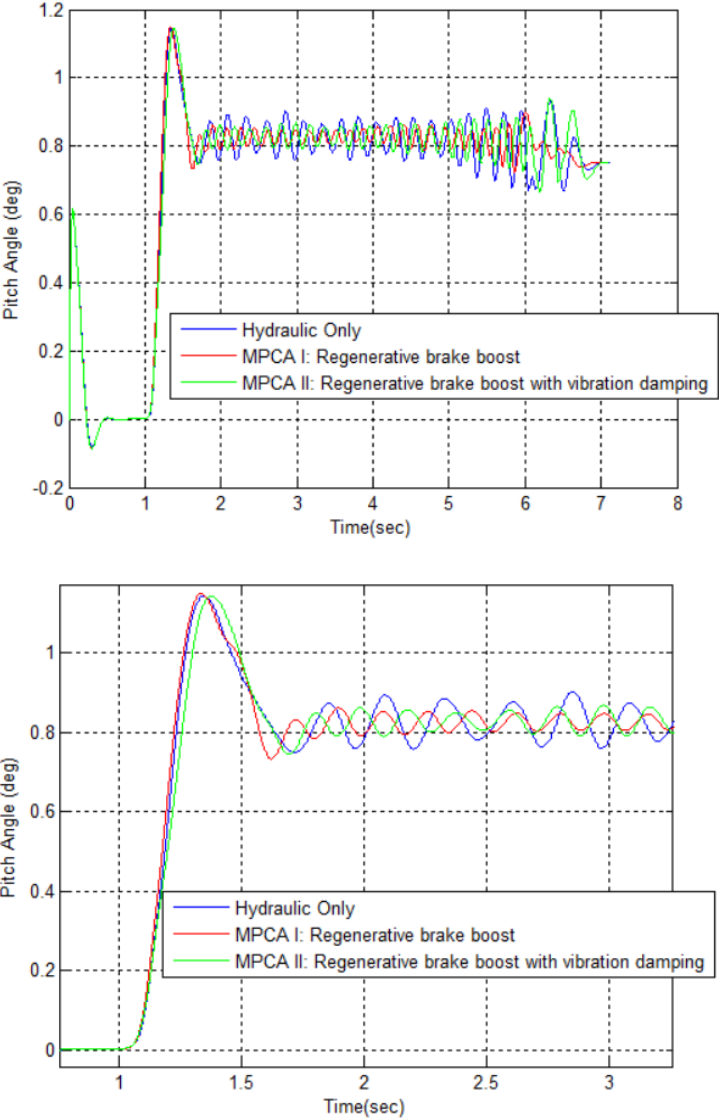 1.2
1
0.8
0.6
0.4
0.2
0
-0.2
Pitch Angle (deg)
Hydraulic Only
MPCA I: Regenerative brake boost
MPCA II: Regenerative brake boost with vibration damping
0 1 2 3 4 5 6 7 8
Time(sec)
1
0.8
0.6
0.4
0.2
0
Pitch Angle (deg)
Hydraulic Only
MPCA I: Regenerative brake boost
MPCA II: Regenerative brake boost with vibration damping
1 1.5 2 2.5 3
Time(sec)